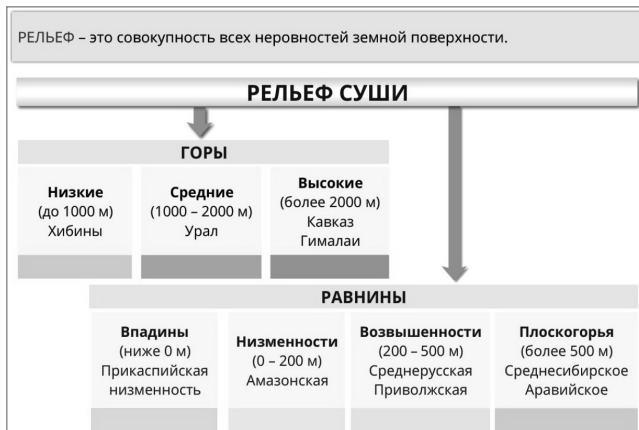 РЕЛЬЕФ – это совокупность всех неровностей земной поверхности.
РЕЛЬЕФ СУШИ
ГОРЫ
Низкие
(до 1000 м)
Хибины
Средние
(1000 – 2000 м)
Урал
Высокие
(более 2000 м)
Кавказ
Гималаи
РАВНИНЫ
Впадины
(ниже 0 м)
Прикаспийская
низменность
Низменности
(0 – 200 м)
Амазонская
Возвышенности
(200 – 500 м)
Среднерусская
Приволжская
Плоскогорья
(более 500 м)
Среднесибирское
Аравийское